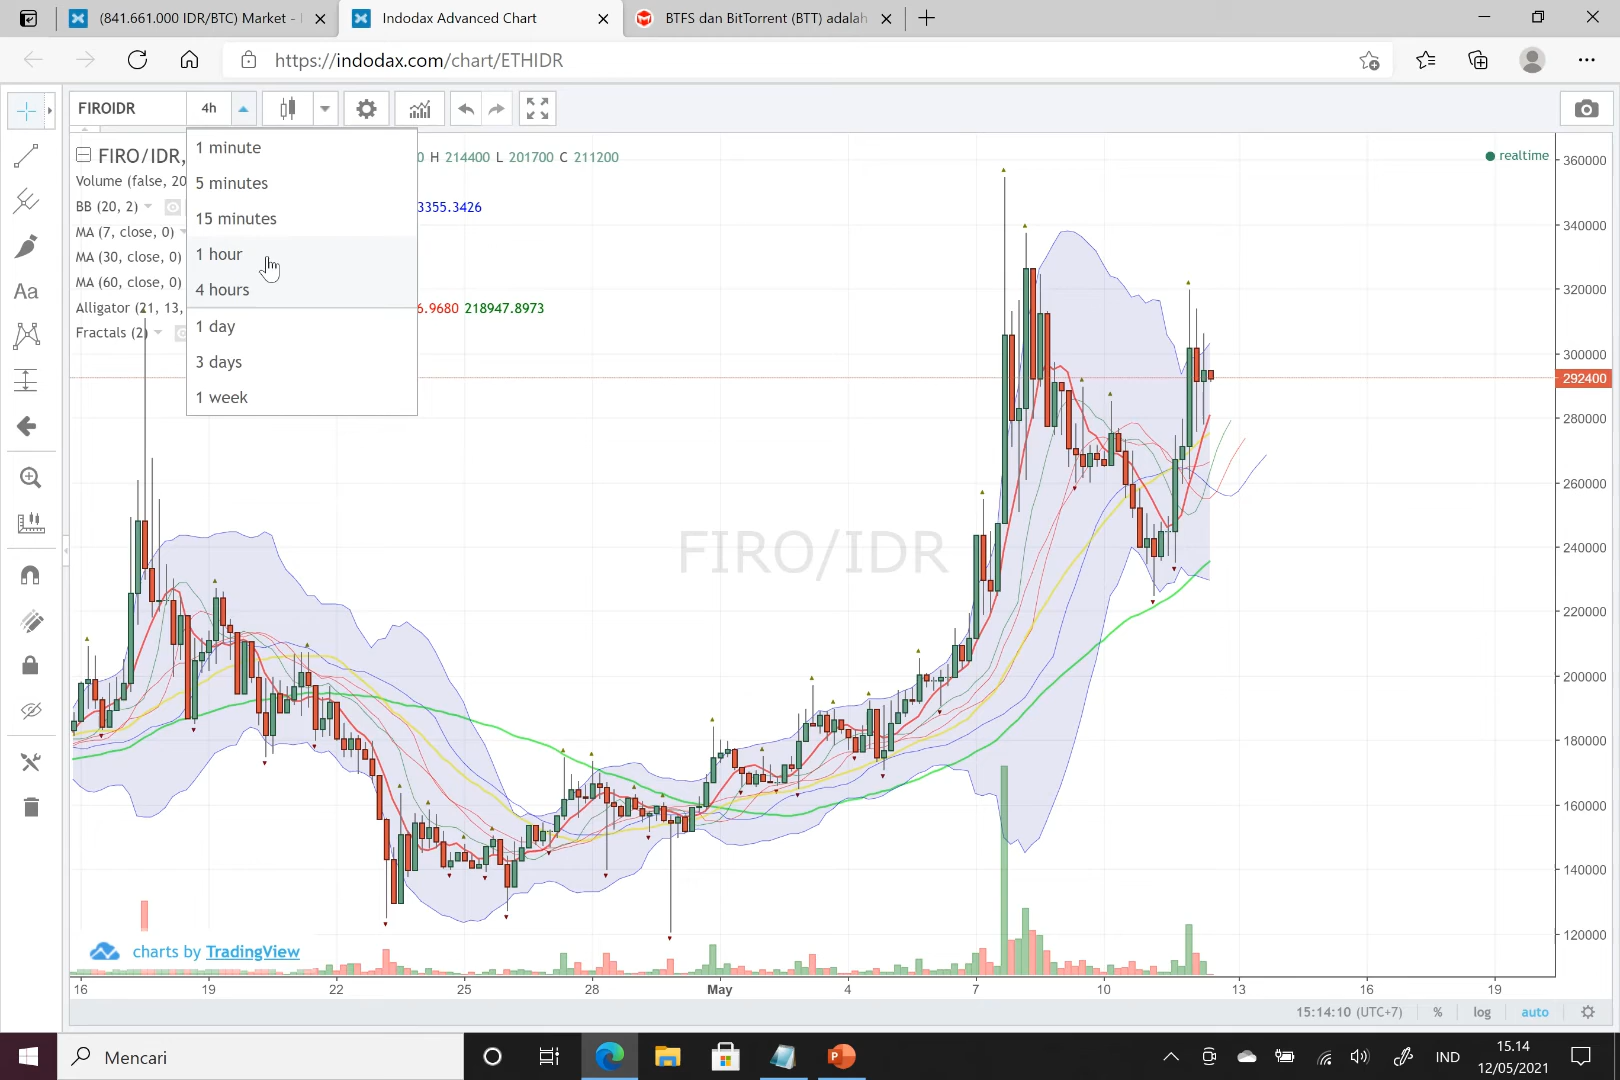 (841.661.000 IDR/BTC) Market -
Indodax Advanced Chart
BTFS dan BitTorrent (BTT) adalah
https://indodax.com/chart/ETHIDR
FIROIDR
4h
1 minute
5 minutes
15 minutes
1 hour
4 hours
1 day
3 days
1 week
FIRO/IDR,
0 H 214400 L 201700 C 211200
realtime
Volume (false, 20
BB (20, 2)
3355.3426
MA (7, close, 0)
MA (30, close, 0)
MA (60, close, 0)
Alligator (21, 13,
6.9680 218947.8973
Fractals (2)
Aa
FIRO/IDR
360000
340000
320000
300000
292400
280000
260000
240000
220000
200000
180000
160000
140000
120000
charts by TradingView
16 19 22 25 28 May 4 7 10 13 16 19
15:14:10 (UTC+7) % log auto
Mencari
IND
15.14
12/05/2021